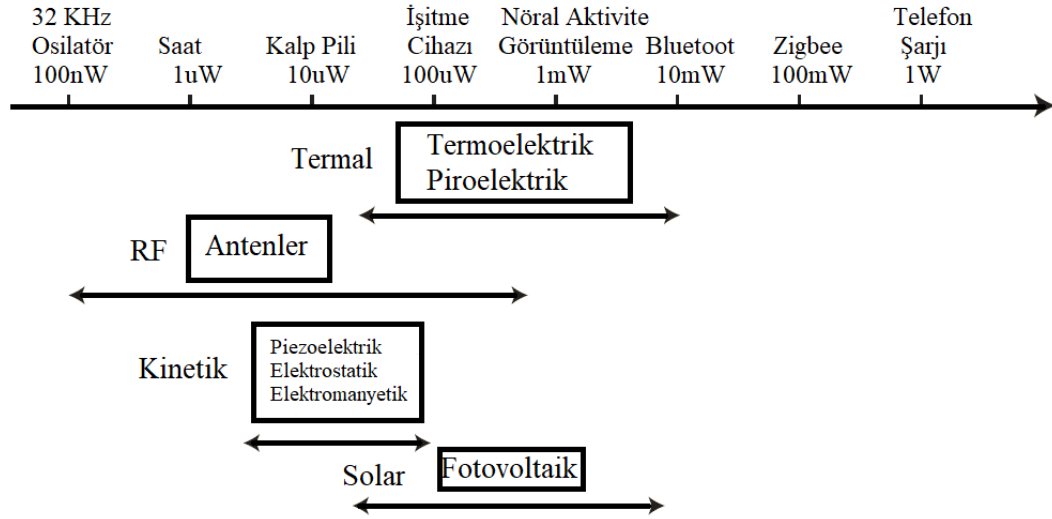 32 KHz
Osilatör
100nW
Saat
1uW
Kalp Pili
10uW
İşitme
Cihazı
100uW
Nöral Aktivite
Görüntüleme
1mW
Bluetoot
10mW
Zigbee
100mW
Telefon
Şarjı
1W
Termal
Termoelektrik
Piroelektrik
RF
Antenler
Kinetik
Piezoelektrik
Elektrostatik
Elektromanyetik
Solar
Fotovoltaik